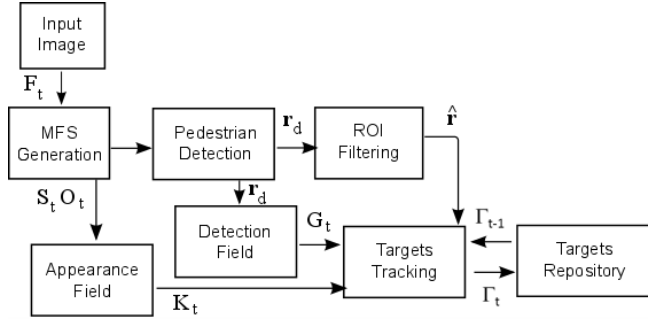 Input
Image
F_t
MFS
Generation
Pedestrian
Detection
r_d
ROI
Filtering
r̂
S_t O_t
r_d
Detection
Field
G_t
Targets
Tracking
Γ_{t-1}
Γ_t
Targets
Repository
Appearance
Field
K_t